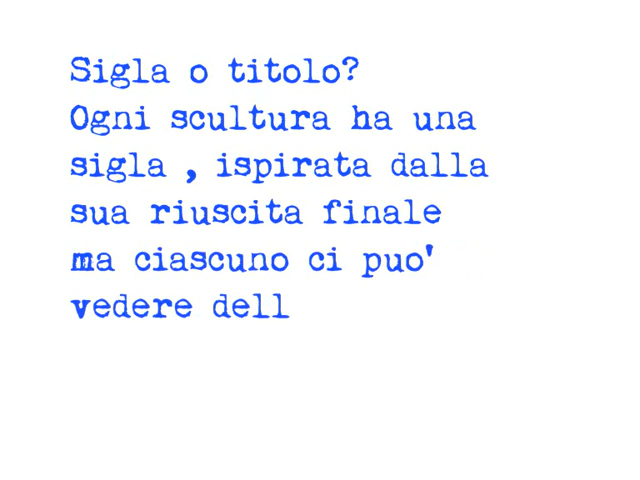 Sigla o titolo?
Ogni scultura ha una
sigla , ispirata dalla
sua riuscita finale
ma ciascuno ci puo'
vedere dell